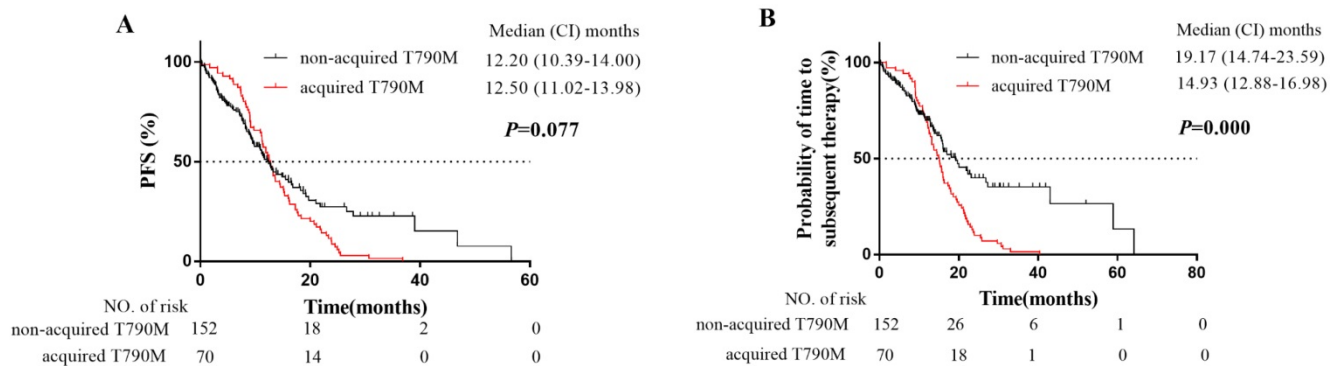 A
Median (CI) months
non-acquired T790M 12.20 (10.39-14.00)
acquired T790M 12.50 (11.02-13.98)
P=0.077
PFS (%)
100
50
0
0 20 40 60
Time(months)
NO. of risk
non-acquired T790M 152 18 2 0
acquired T790M 70 14 0 0
B
Median (CI) months
non-acquired T790M 19.17 (14.74-23.59)
acquired T790M 14.93 (12.88-16.98)
P=0.000
Probability of time to
subsequent therapy(%)
100
50
0
0 20 40 60 80
Time(months)
NO. of risk
non-acquired T790M 152 26 6 1 0
acquired T790M 70 18 1 0 0